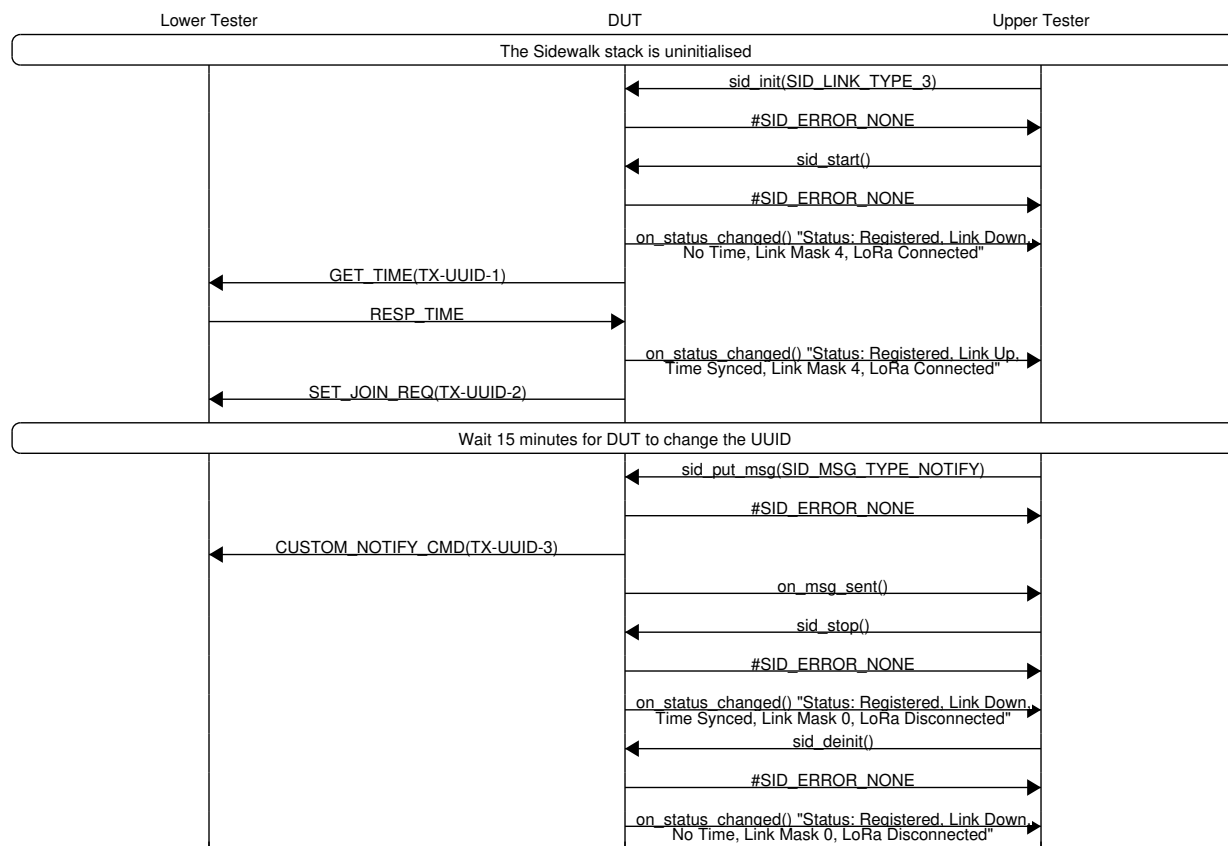 Lower Tester
DUT
Upper Tester
The Sidewalk stack is uninitialised
sid_init(SID_LINK_TYPE_3)
#SID_ERROR_NONE
sid_start()
#SID_ERROR_NONE
on_status_changed() "Status: Registered, Link Down,
No Time, Link Mask 4, LoRa Connected"
GET_TIME(TX-UUID-1)
RESP_TIME
on_status_changed() "Status: Registered, Link Up,
Time Synced, Link Mask 4, LoRa Connected"
SET_JOIN_REQ(TX-UUID-2)
Wait 15 minutes for DUT to change the UUID
sid_put_msg(SID_MSG_TYPE_NOTIFY)
#SID_ERROR_NONE
CUSTOM_NOTIFY_CMD(TX-UUID-3)
on_msg_sent()
sid_stop()
#SID_ERROR_NONE
on_status_changed() "Status: Registered, Link Down,
Time Synced, Link Mask 0, LoRa Disconnected"
sid_deinit()
#SID_ERROR_NONE
on_status_changed() "Status: Registered, Link Down,
No Time, Link Mask 0, LoRa Disconnected"